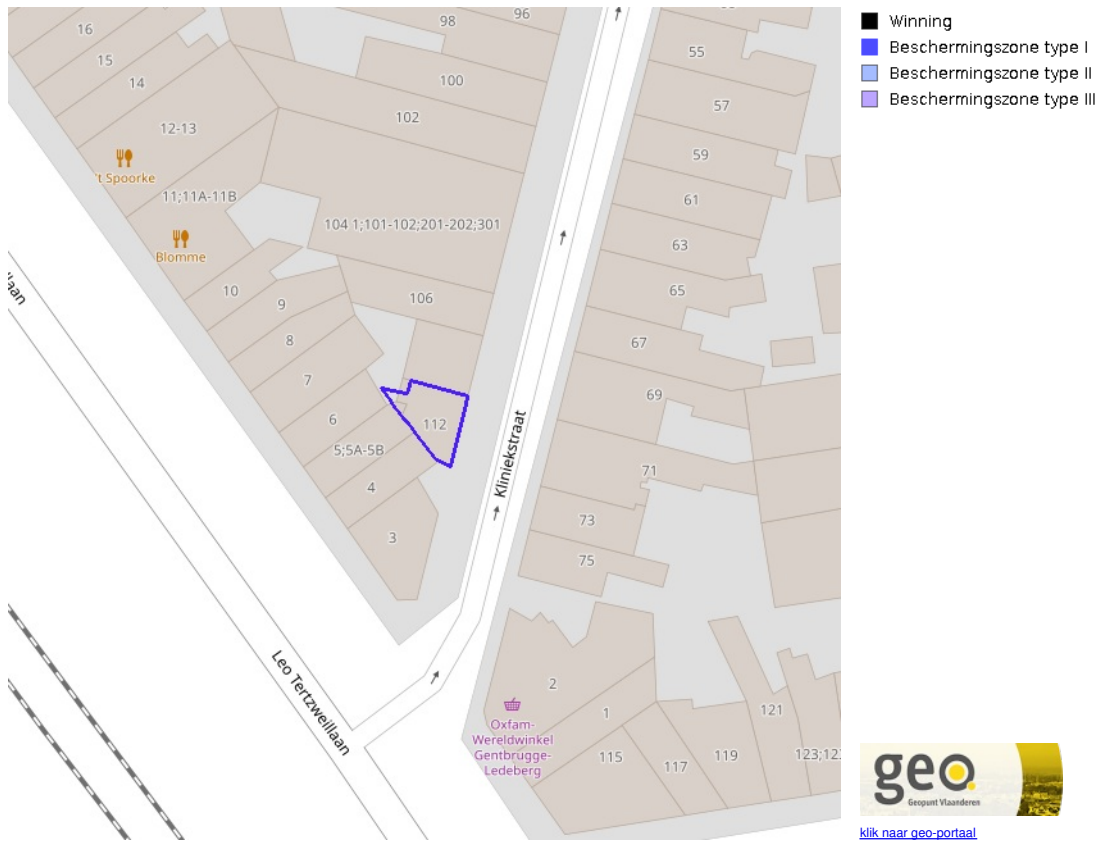 96
98
16
55
15
100
14
57
102
12-13
59
't Spoorke
11;11A-11B
61
104 1;101-102;201-202;301
63
Blomme
laan
10
65
106
9
8
67
7
69
6
112
5;5A-5B
Kliniekstraat
71
4
73
3
75
Leo Tertzweillaan
2
1
121
Oxfam-
Wereldwinkel
Gentbrugge-
Ledeberg
115
117
119
123;123
Winning
Beschermingszone type I
Beschermingszone type II
Beschermingszone type III
geo
Geopunt Vlaanderen
klik naar geo-portaal